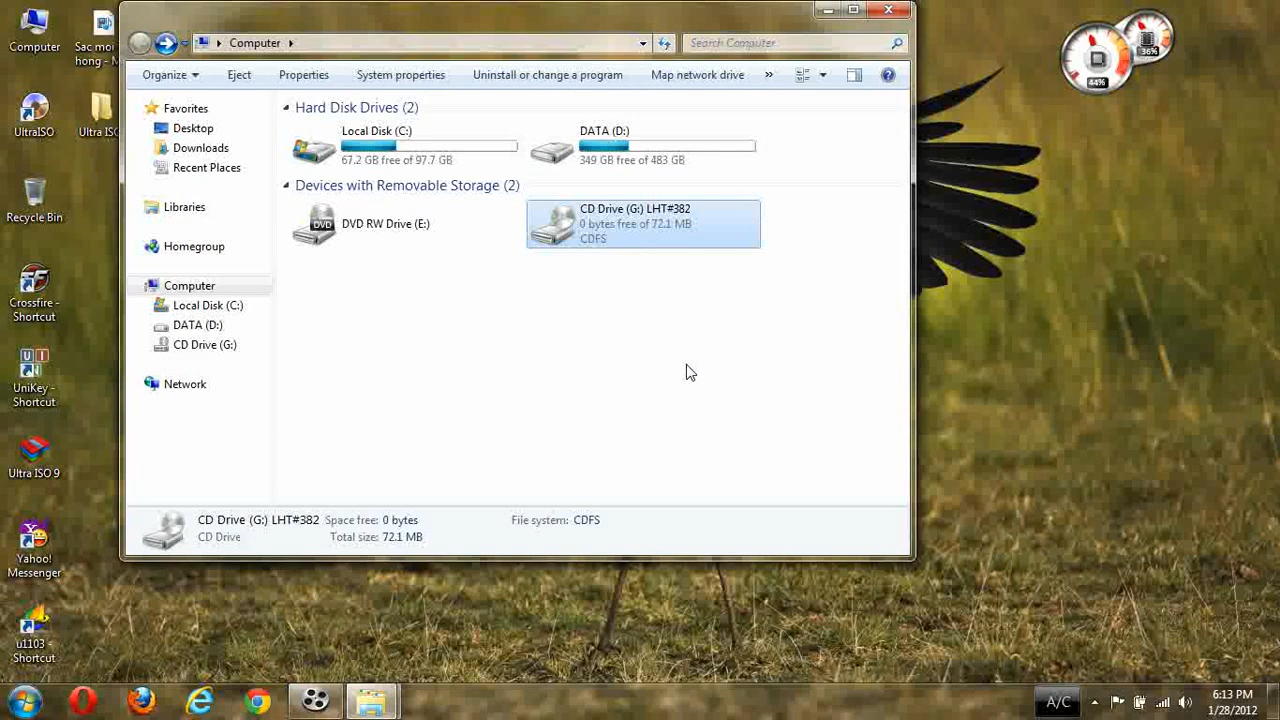 Computer
Sac moi
hong - M
UltraISO
Ultra ISO
Recycle Bin
Crossfire -
Shortcut
UniKey -
Shortcut
Ultra ISO 9
Yahoo!
Messenger
u1103 -
Shortcut
Computer
Search Computer
Organize
Eject
Properties
System properties
Uninstall or change a program
Map network drive
»
Favorites
Desktop
Downloads
Recent Places
Libraries
Homegroup
Computer
Local Disk (C:)
DATA (D:)
CD Drive (G:)
Network
Hard Disk Drives (2)
Local Disk (C:)
67.2 GB free of 97.7 GB
DATA (D:)
349 GB free of 483 GB
Devices with Removable Storage (2)
DVD
DVD RW Drive (E:)
CD Drive (G:) LHT#382
0 bytes free of 72.1 MB
CDFS
CD Drive (G:) LHT#382 Space free: 0 bytes File system: CDFS
CD Drive Total size: 72.1 MB
36%
44%
A/C
6:13 PM
1/28/2012